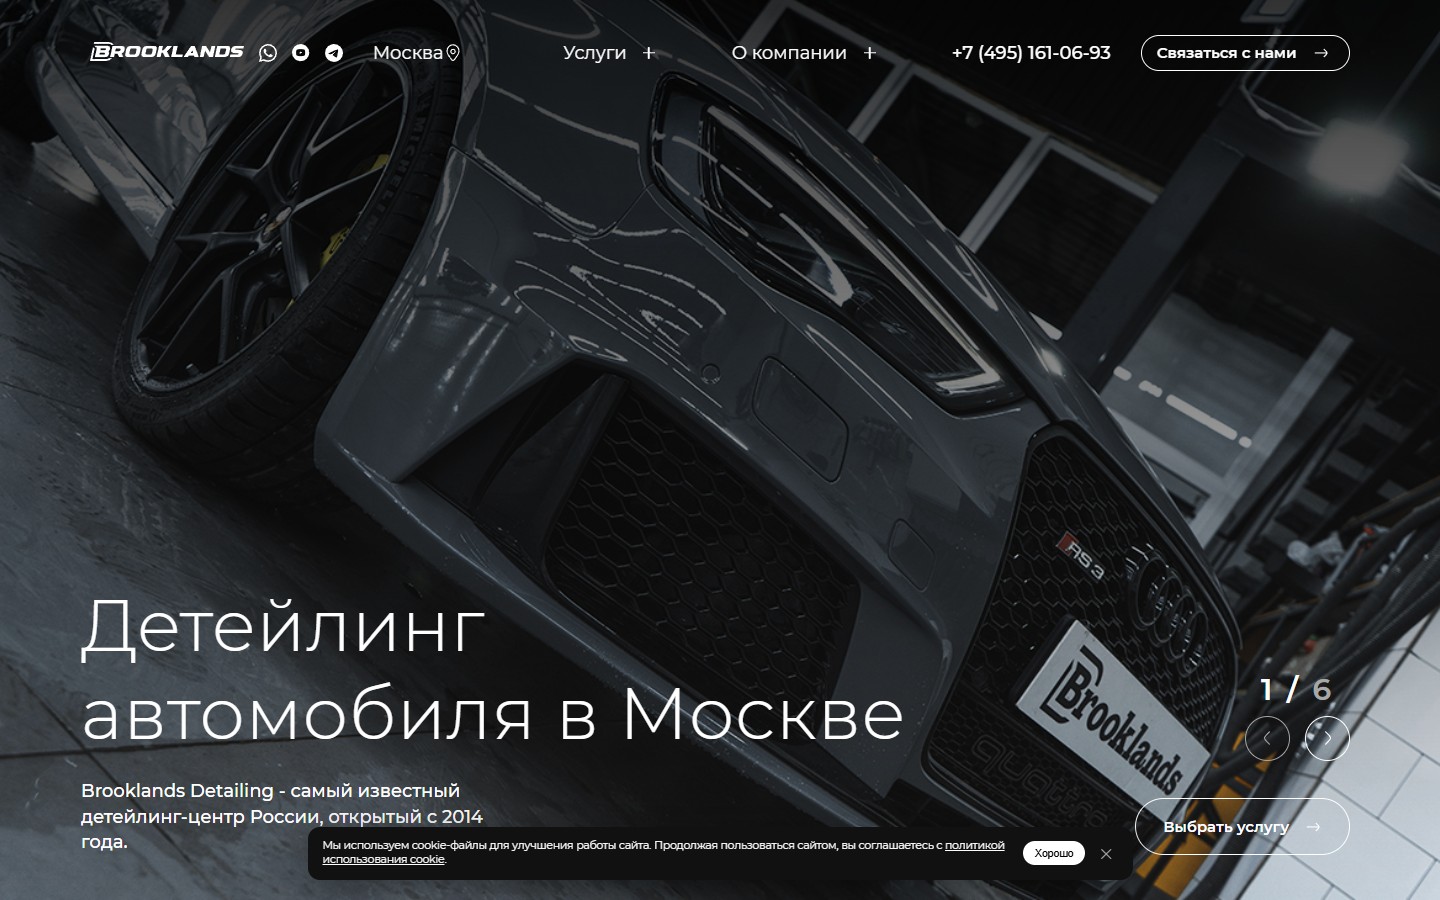 BROOKLANDS
Москва
Услуги +
О компании +
+7 (495) 161-06-93
Связаться с нами →
RS 3
Brooklands
quattro
Детейлинг
автомобиля в Москве
1 / 6
Brooklands Detailing - самый известный
детейлинг-центр России, открытый с 2014
года.
Выбрать услугу →
Мы используем cookie-файлы для улучшения работы сайта. Продолжая пользоваться сайтом, вы соглашаетесь с политикой
использования cookie.
Хорошо